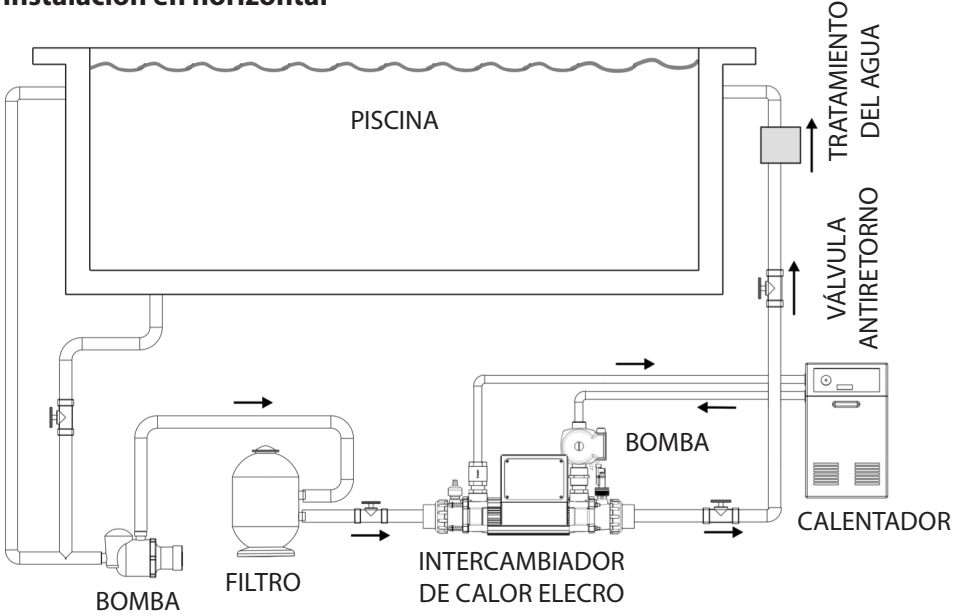 Instalación en horizontal
PISCINA
TRATAMIENTO
DEL AGUA
VÁLVULA
ANTIRETORNO
BOMBA
CALENTADOR
INTERCAMBIADOR
DE CALOR ELECRO
FILTRO
BOMBA